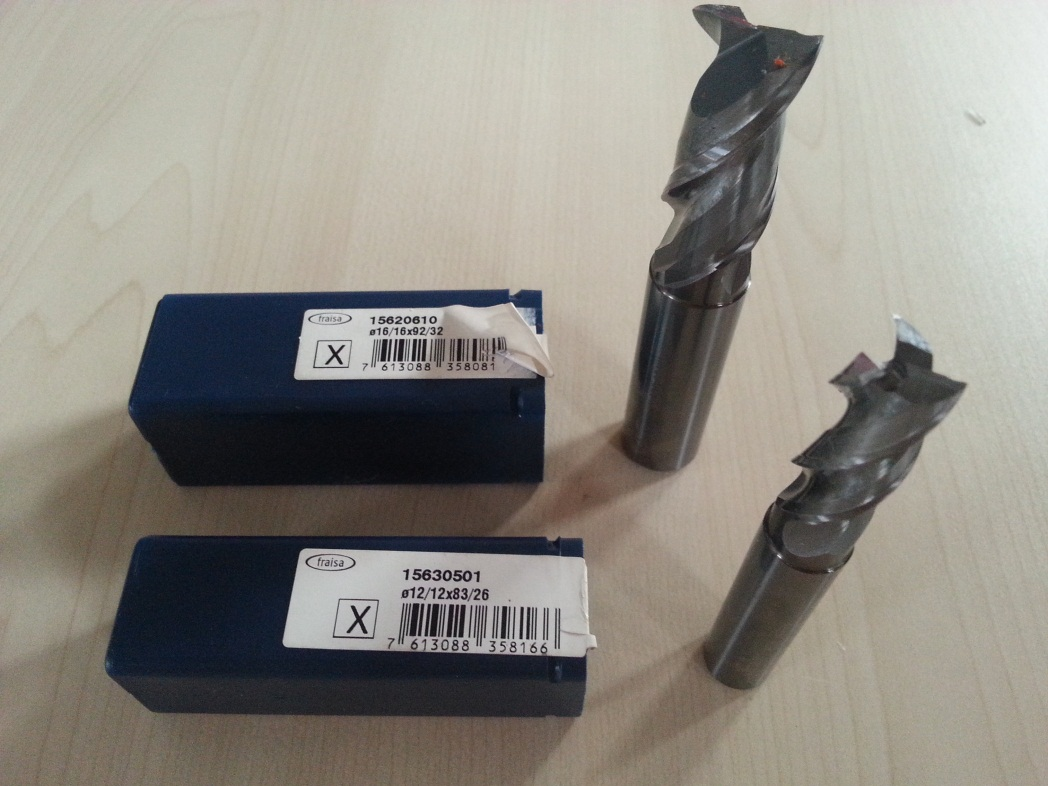 fraisa
15620610
ø16/16x92/32
X
7 613088 358081
fraisa
15630501
ø12/12x83/26
X
7 613088 358166